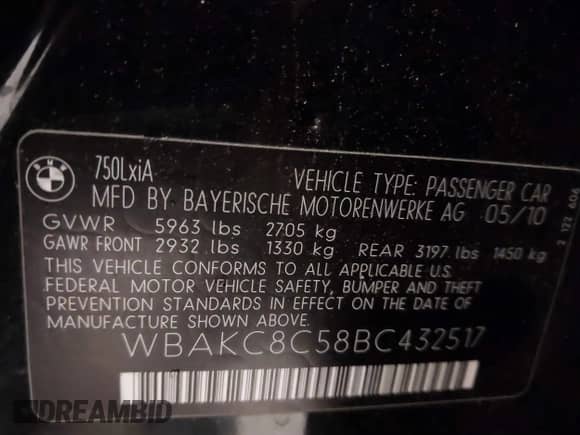 BMW
750LxiA
VEHICLE TYPE: PASSENGER CAR
MFD BY BAYERISCHE MOTORENWERKE AG 05/10
GVWR 5963 lbs 2705 kg
GAWR FRONT 2932 lbs 1330 kg REAR 3197 lbs 1450 kg
THIS VEHICLE CONFORMS TO ALL APPLICABLE U.S.
FEDERAL MOTOR VEHICLE SAFETY, BUMPER AND THEFT
PREVENTION STANDARDS IN EFFECT ON THE DATE OF
MANUFACTURE SHOWN ABOVE.
WBAKC8C58BC432517
DREAMBID